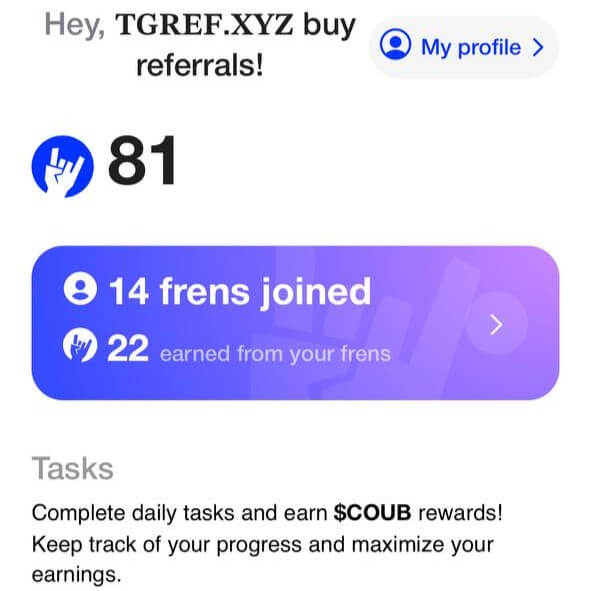 Hey, TGREF.XYZ buy
referrals!
My profile
81
14 frens joined
22 earned from your frens
Tasks
Complete daily tasks and earn $COUB rewards!
Keep track of your progress and maximize your
earnings.